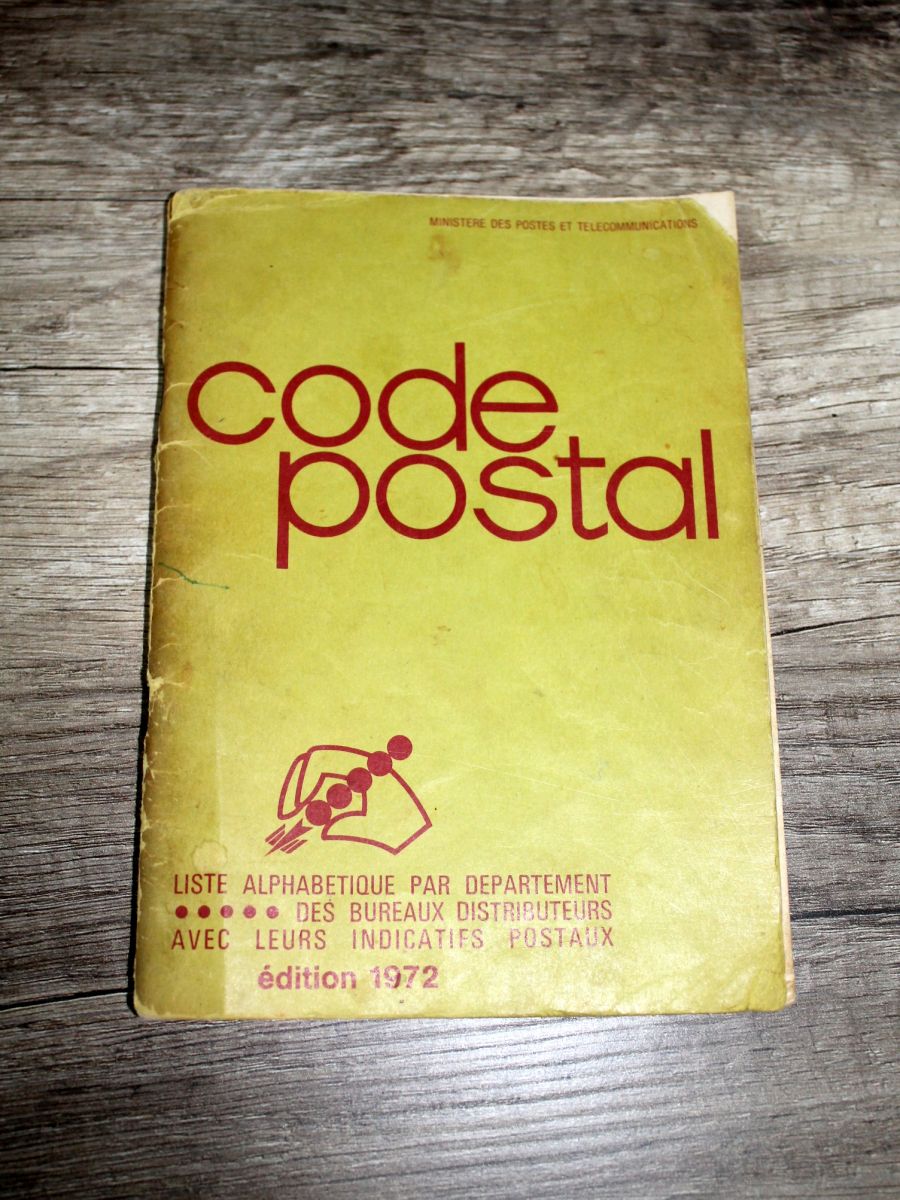 MINISTERE DES POSTES ET TELECOMMUNICATIONS
code
postal
LISTE ALPHABETIQUE PAR DEPARTEMENT
●●●●● DES BUREAUX DISTRIBUTEURS
AVEC LEURS INDICATIFS POSTAUX
édition 1972